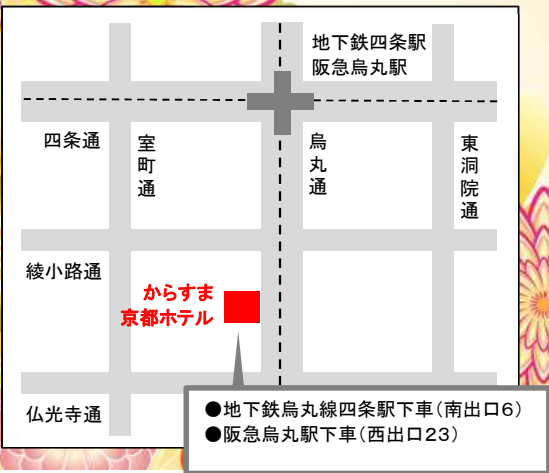 地下鉄四条駅
阪急烏丸駅
四条通
室町通
烏丸通
東洞院通
綾小路通
からすま
京都ホテル
仏光寺通
●地下鉄烏丸線四条駅下車(南出口6)
●阪急烏丸駅下車(西出口23)